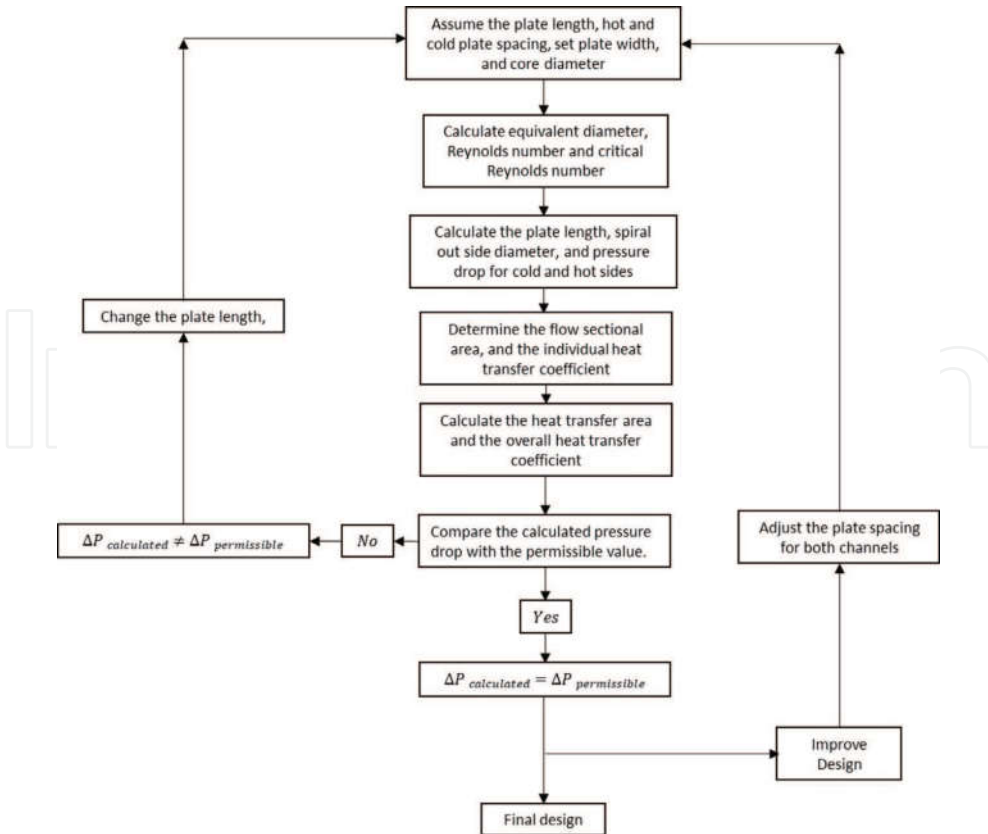 Assume the plate length, hot and
cold plate spacing, set plate width,
and core diameter
Calculate equivalent diameter,
Reynolds number and critical
Reynolds number
Calculate the plate length, spiral
out side diameter, and pressure
drop for cold and hot sides
Change the plate length,
Determine the flow sectional
area, and the individual heat
transfer coefficient
Calculate the heat transfer area
and the overall heat transfer
coefficient
ΔP calculated ≠ ΔP permissible
No
Compare the calculated pressure
drop with the permissible value.
Adjust the plate spacing
for both channels
Yes
ΔP calculated = ΔP permissible
Improve
Design
Final design